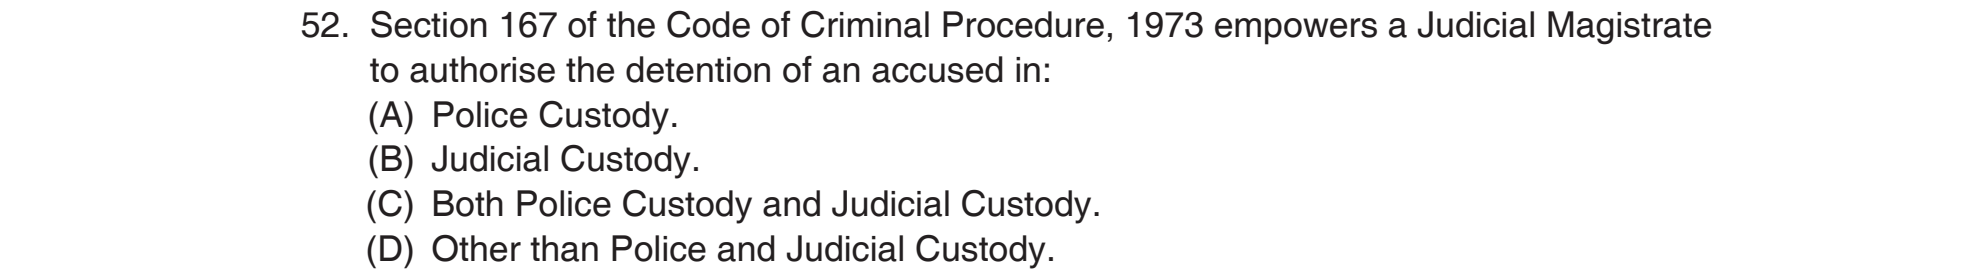 52. Section 167 of the Code of Criminal Procedure, 1973 empowers a Judicial Magistrate
to authorise the detention of an accused in:
(A) Police Custody.
(B) Judicial Custody.
(C) Both Police Custody and Judicial Custody.
(D) Other than Police and Judicial Custody.